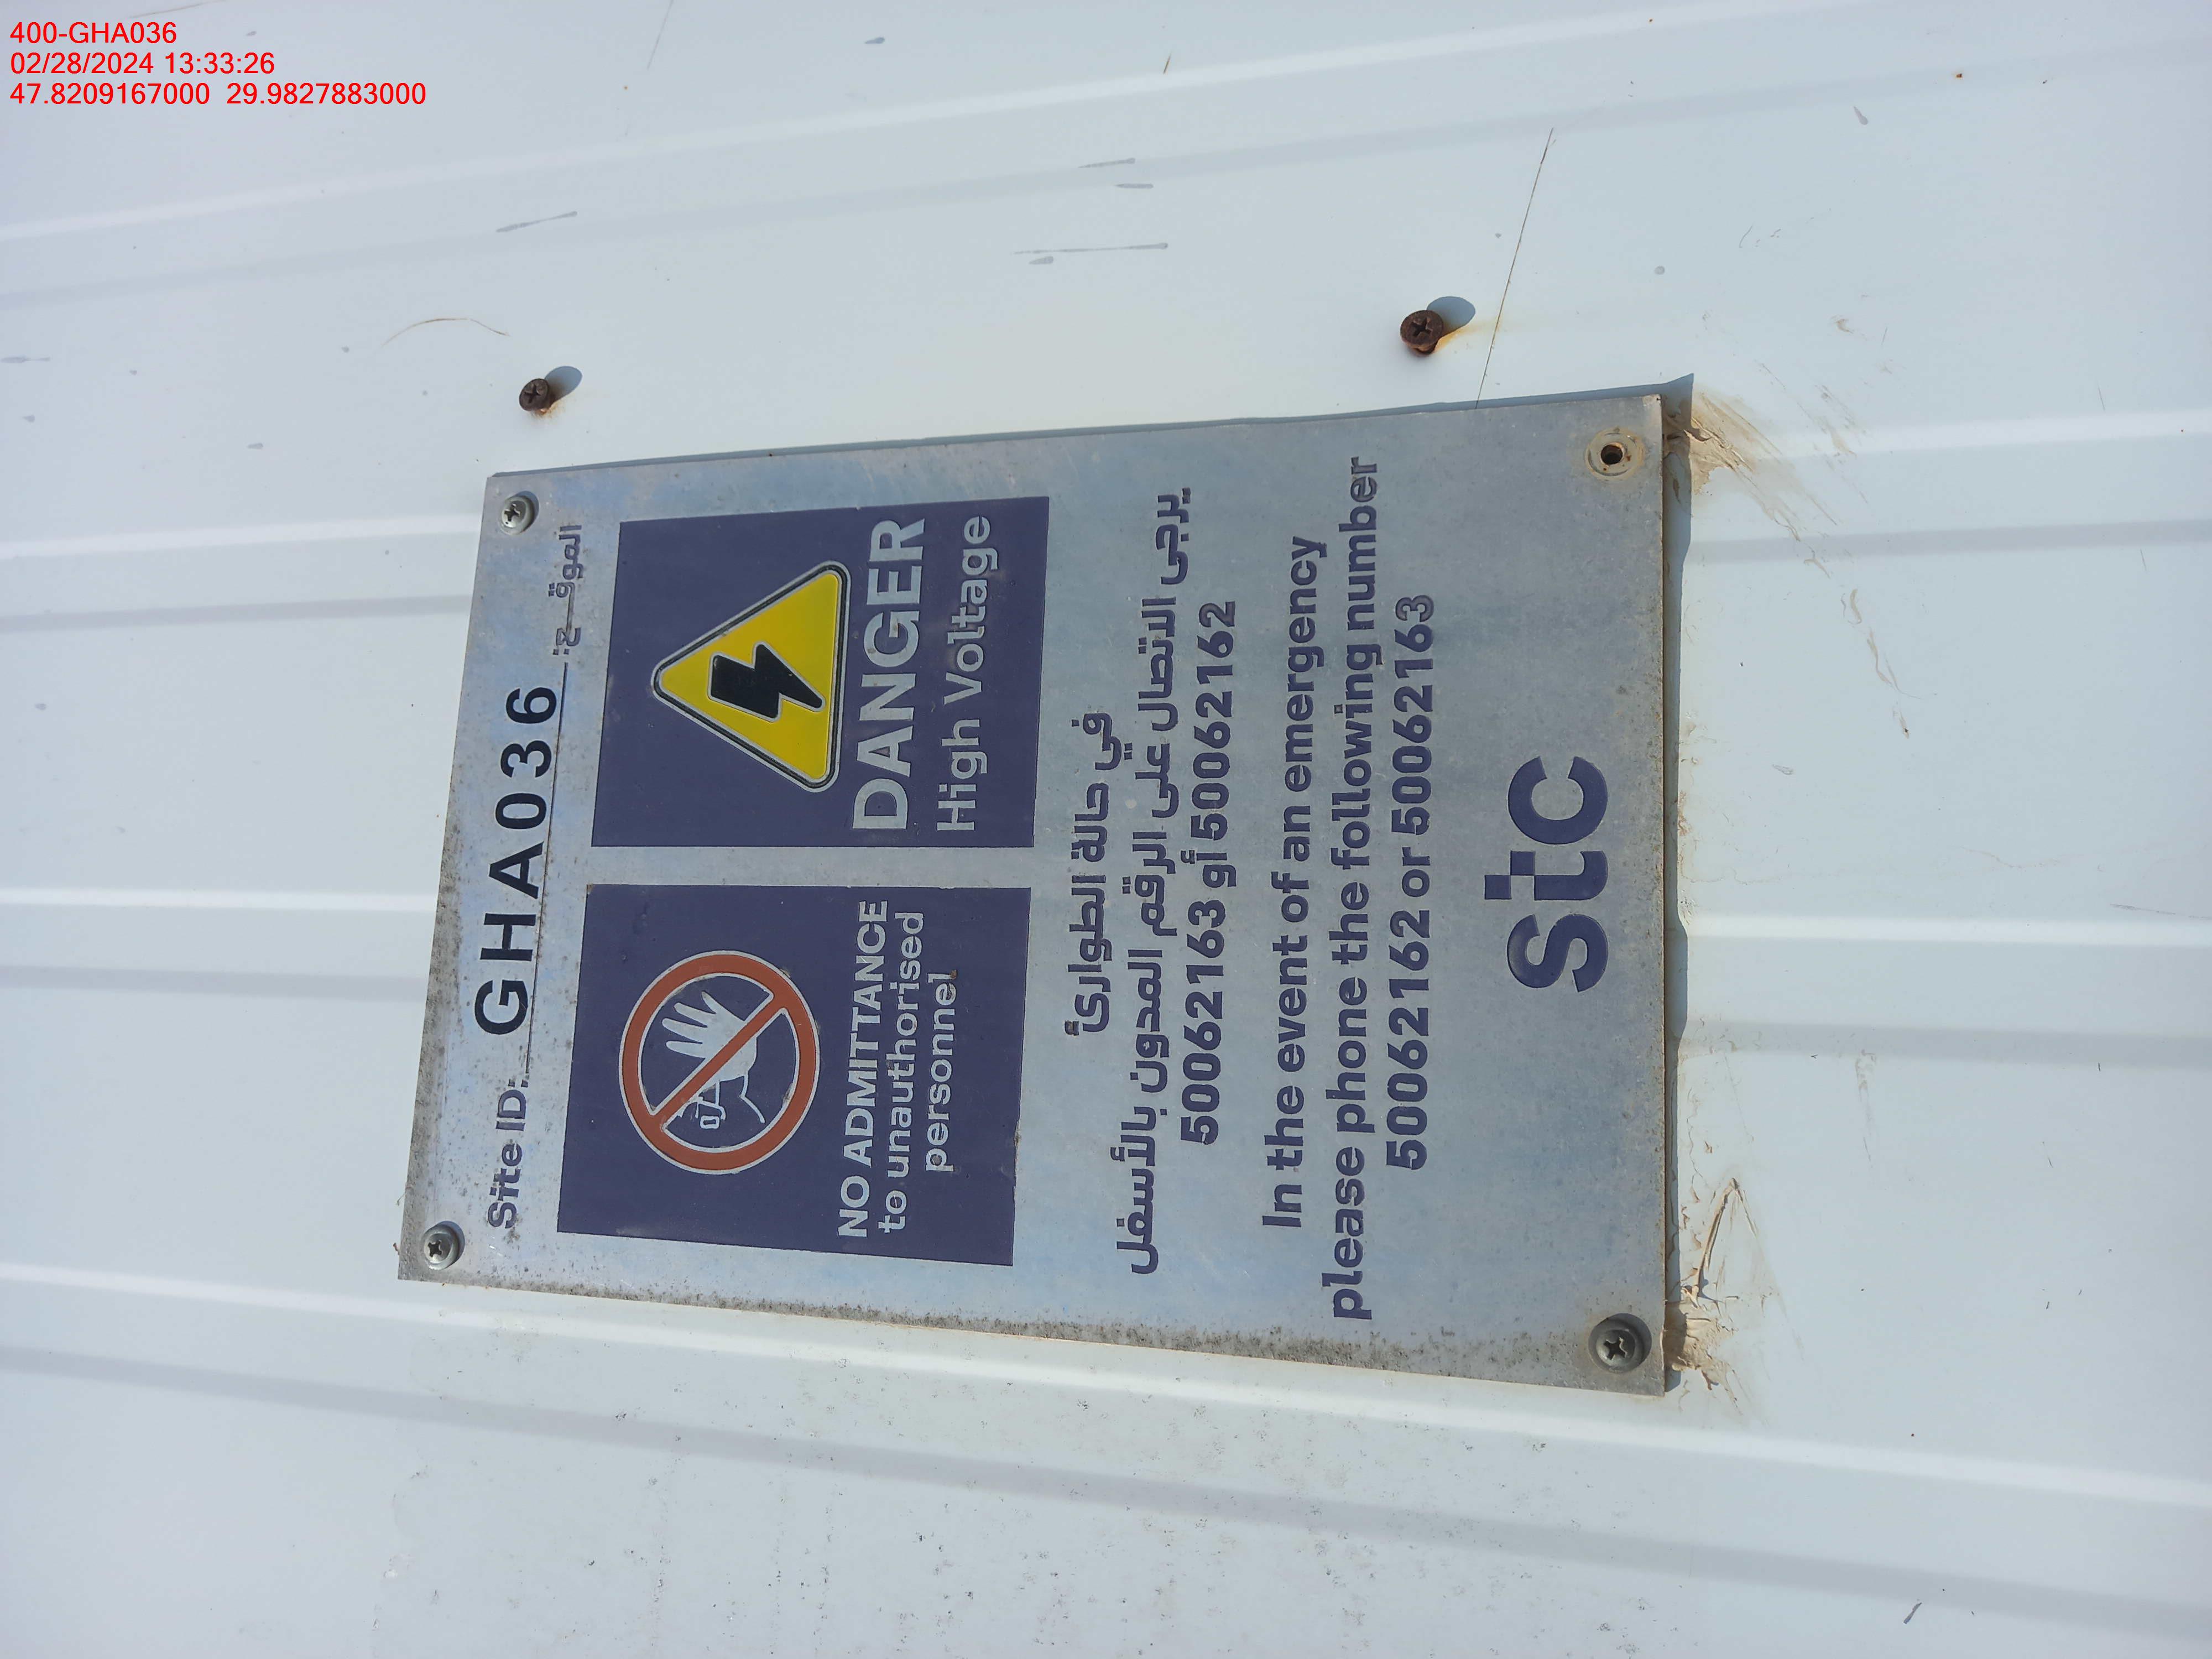 400-GHA036
02/28/2024 13:33:26
47.8209167000 29.9827883000
Site ID: GHA036 الموقـــع:
NO ADMITTANCE
to unauthorised
personnel
DANGER
High Voltage
في حالة الطوارئ
يرجى الاتصال على الرقم المدون بالأسفل
50062163 أو 50062162
In the event of an emergency
please phone the following number
50062162 or 50062163
stc